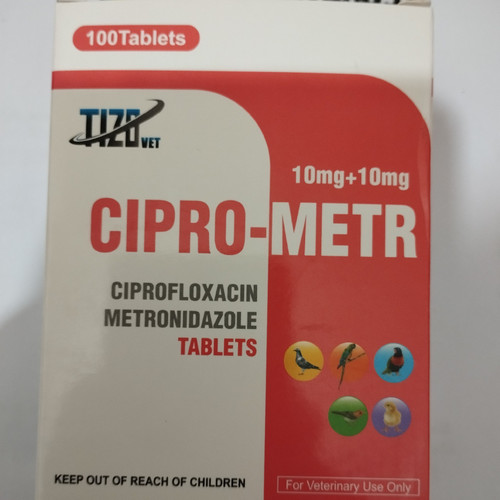 100Tablets
TIZO VET
10mg+10mg
CIPRO-METR
CIPROFLOXACIN
METRONIDAZOLE
TABLETS
KEEP OUT OF REACH OF CHILDREN
For Veterinary Use Only